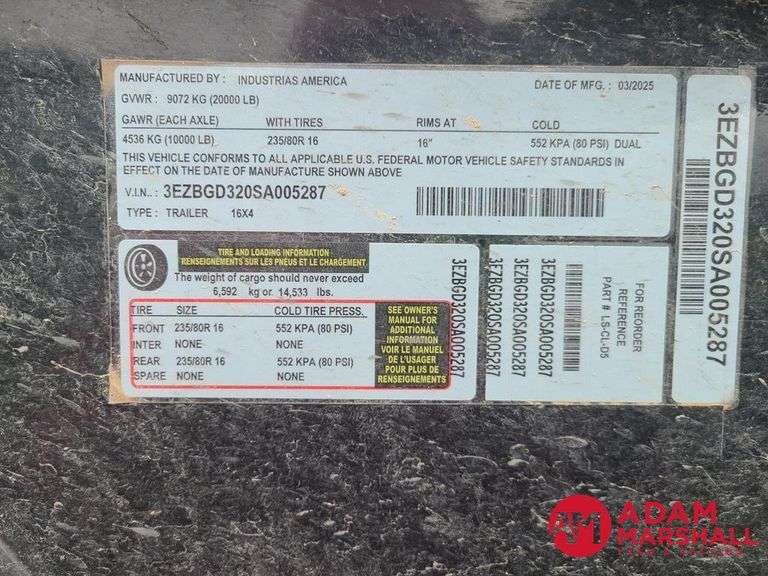 MANUFACTURED BY : INDUSTRIAS AMERICA DATE OF MFG. : 03/2025
GVWR : 9072 KG (20000 LB)
GAWR (EACH AXLE) WITH TIRES RIMS AT COLD
4536 KG (10000 LB) 235/80R 16 16" 552 KPA (80 PSI) DUAL
THIS VEHICLE CONFORMS TO ALL APPLICABLE U.S. FEDERAL MOTOR VEHICLE SAFETY STANDARDS IN
EFFECT ON THE DATE OF MANUFACTURE SHOWN ABOVE
V.I.N.. : 3EZBGD320SA005287
TYPE : TRAILER 16X4
TIRE AND LOADING INFORMATION
RENSEIGNEMENTS SUR LES PNEUS ET LE CHARGEMENT
The weight of cargo should never exceed
6,592 kg or 14,533 lbs.
TIRE SIZE COLD TIRE PRESS.
FRONT 235/80R 16 552 KPA (80 PSI)
INTER NONE NONE
REAR 235/80R 16 552 KPA (80 PSI)
SPARE NONE NONE
SEE OWNER'S
MANUAL FOR
ADDITIONAL
INFORMATION
VOIR LE MANUEL
DE L'USAGER
POUR PLUS DE
RENSEIGNEMENTS
3EZBGD320SA005287
3EZBGD320SA005287
3EZBGD320SA005287
3EZBGD320SA005287
FOR REORDER
REFERENCE
PART # LS-CL-D5
3EZBGD320SA005287
AM
ADAM
MARSHALL